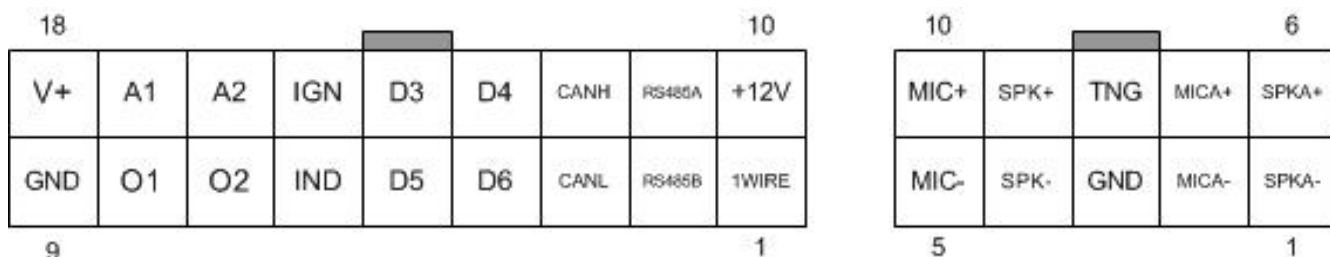 18 10 10 6
V+ A1 A2 IGN D3 D4 CANH RS485A +12V MIC+ SPK+ TNG MICA+ SPKA+
GND O1 O2 IND D5 D6 CANL RS485B 1WIRE MIC- SPK- GND MICA- SPKA-
9 1 5 1